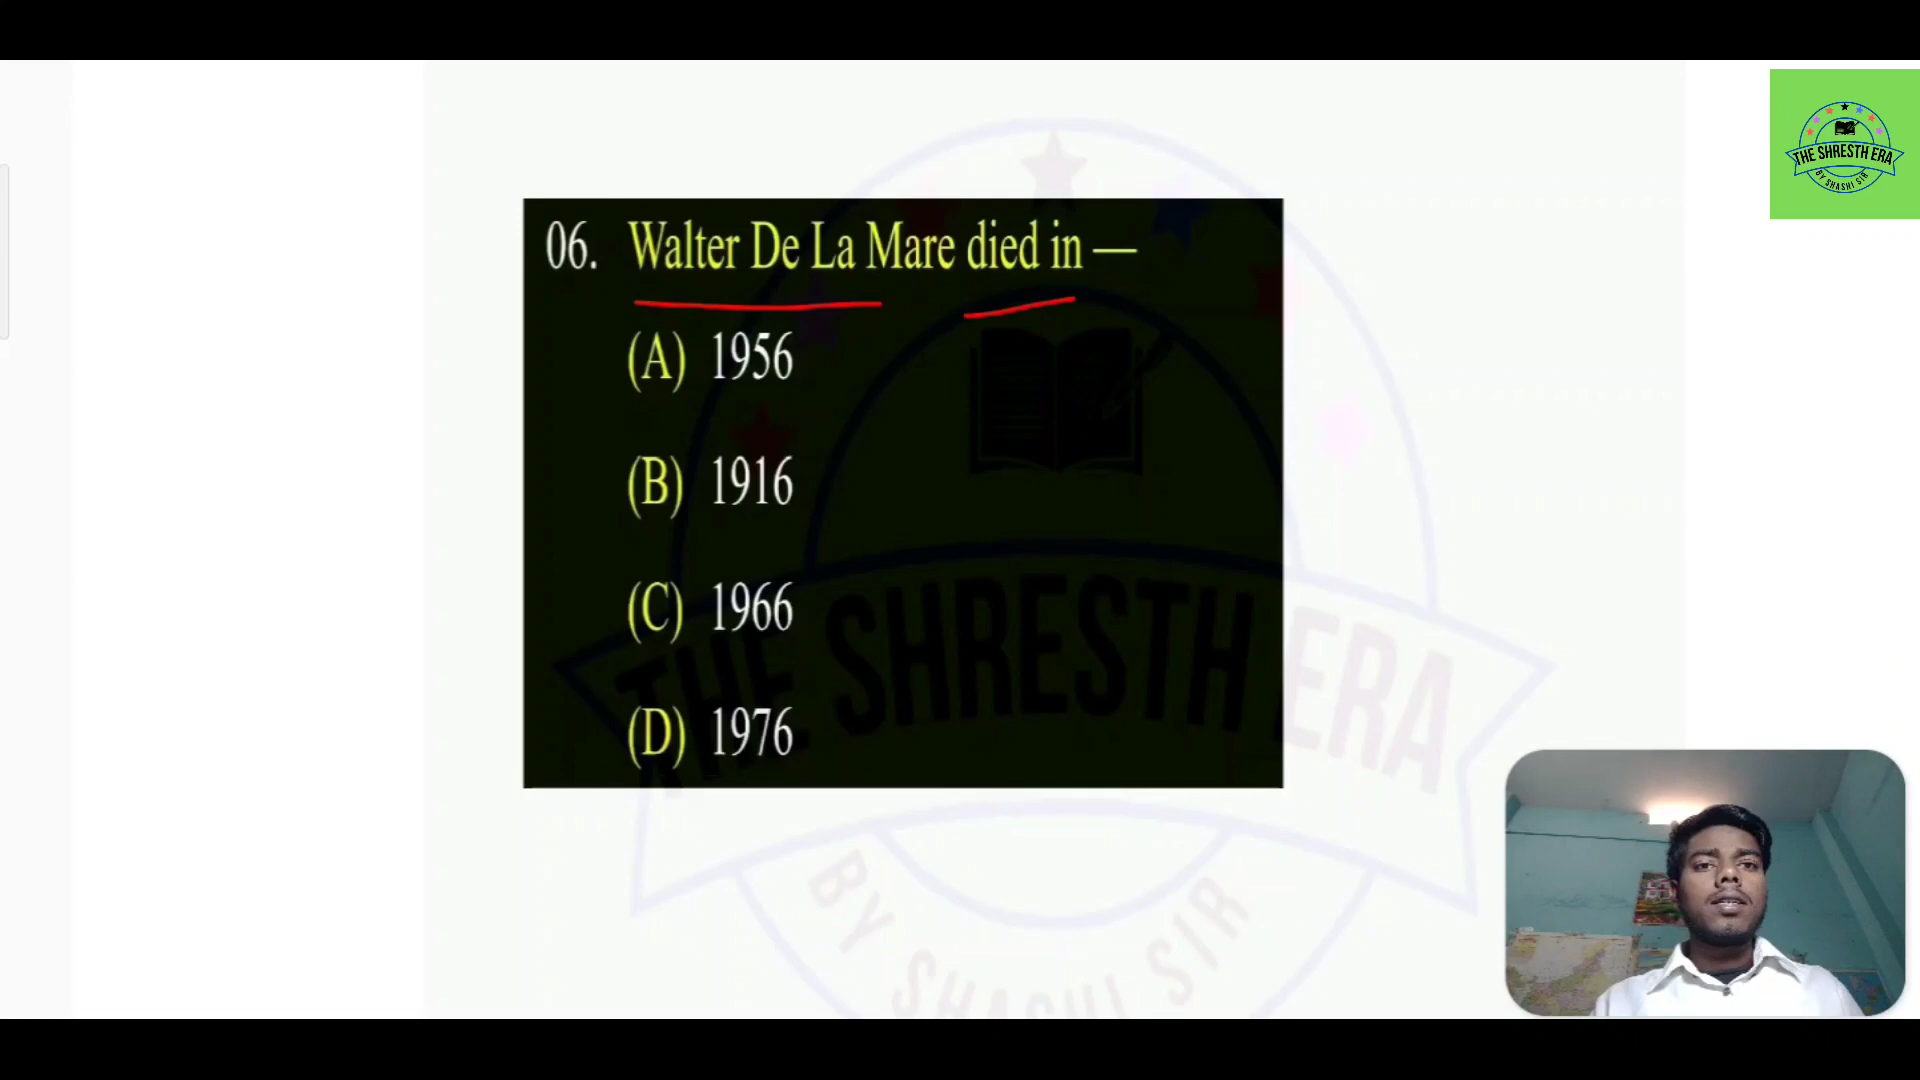 THE SHRESTH ERA
BY SHASHI SIR
06. Walter De La Mare died in —
(A) 1956
(B) 1916
(C) 1966
(D) 1976
THE SHRESTH ERA
BY SHASHI SIR